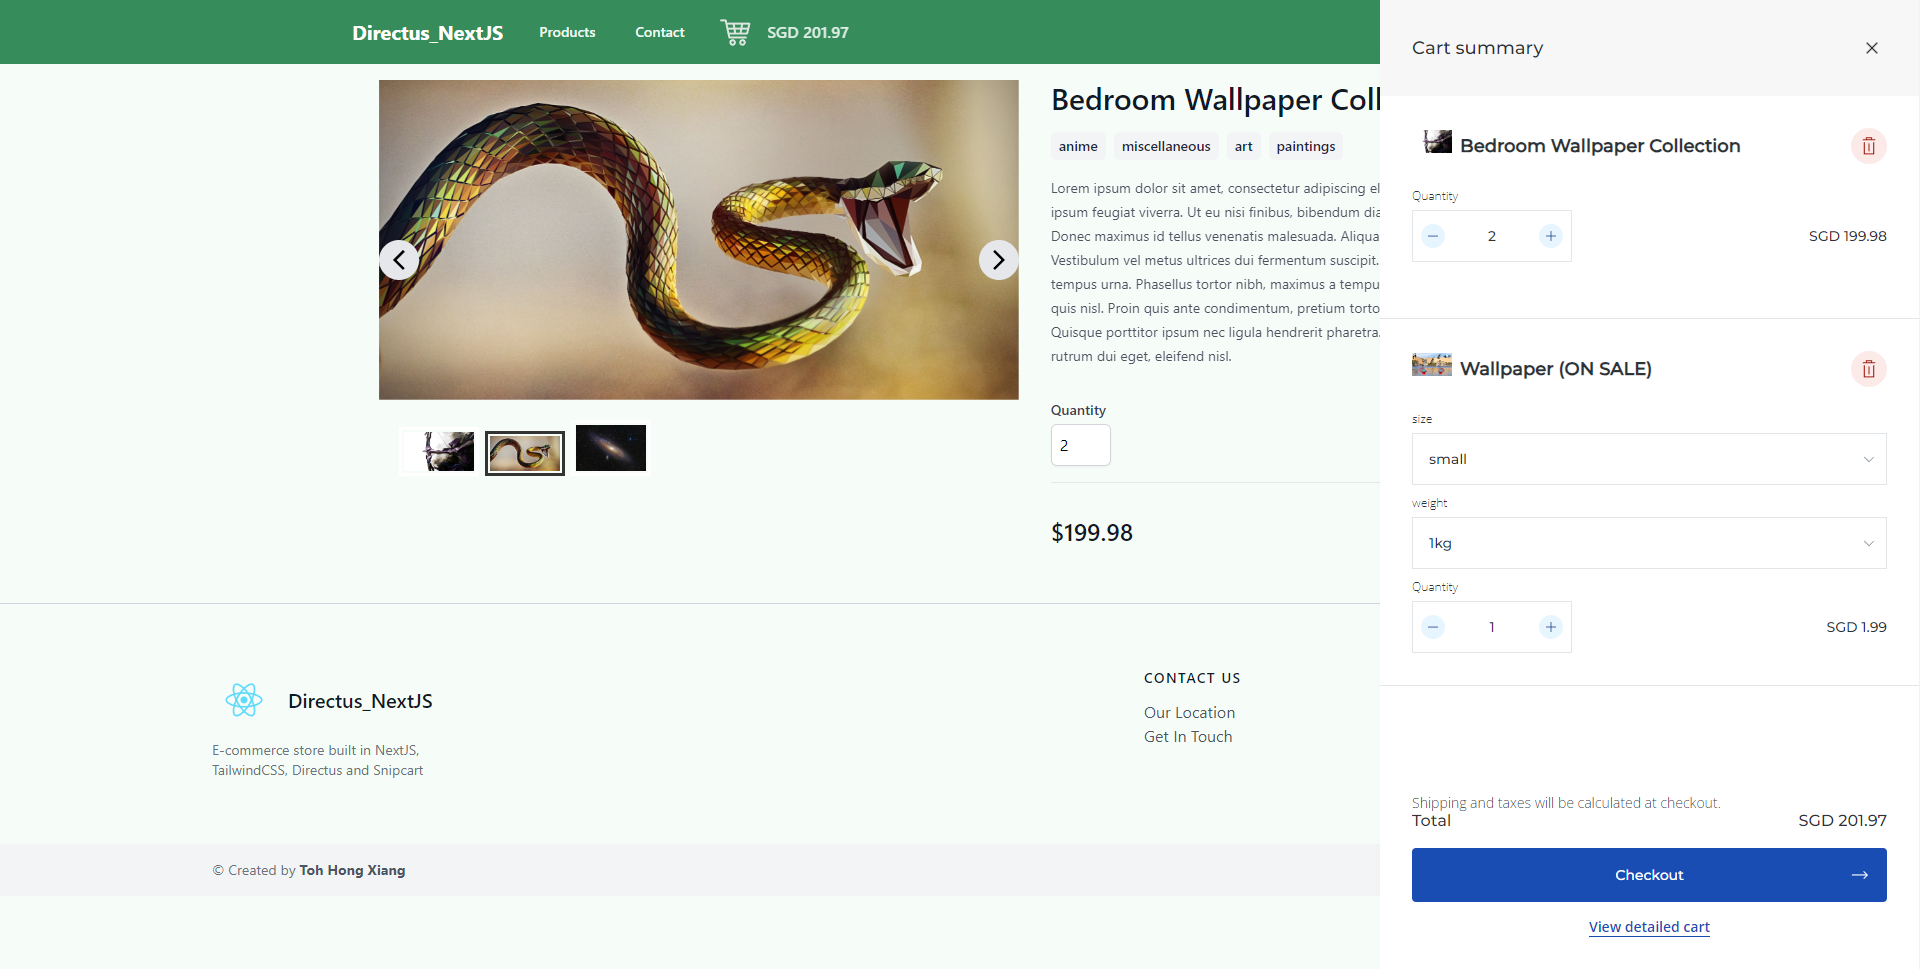 Directus_NextJS
Products
Contact
SGD 201.97
Bedroom Wallpaper Coll
anime
miscellaneous
art
paintings
Lorem ipsum dolor sit amet, consectetur adipiscing el
ipsum feugiat viverra. Ut eu nisi finibus, bibendum dia
Donec maximus id tellus venenatis malesuada. Aliqua
Vestibulum vel metus ultrices dui fermentum suscipit.
tempus urna. Phasellus tortor nibh, maximus a tempu
quis nisl. Proin quis ante condimentum, pretium torto
Quisque porttitor ipsum nec ligula hendrerit pharetra.
rutrum dui eget, eleifend nisl.
Quantity
2
$199.98
Directus_NextJS
E-commerce store built in NextJS,
TailwindCSS, Directus and Snipcart
CONTACT US
Our Location
Get In Touch
© Created by Toh Hong Xiang
Cart summary
Bedroom Wallpaper Collection
Quantity
2
SGD 199.98
Wallpaper (ON SALE)
size
small
weight
1kg
Quantity
1
SGD 1.99
Shipping and taxes will be calculated at checkout.
Total
SGD 201.97
Checkout
View detailed cart